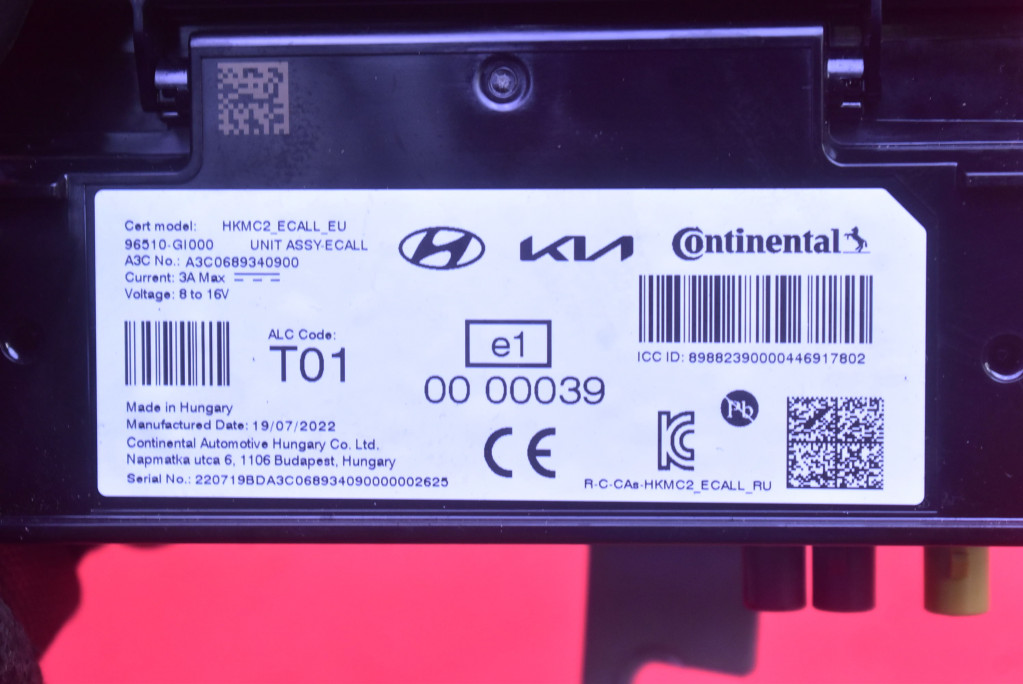 Cert model: HKMC2_ECALL_EU
96510-GI000 UNIT ASSY-ECALL
A3C No.: A3C0689340900
Current: 3A Max
Voltage: 8 to 16V
KIA
Continental
ICC ID: 89882390000446917802
ALC Code:
T01
e1
00 00039
Made in Hungary
Manufactured Date: 19/07/2022
Continental Automotive Hungary Co. Ltd.
Napmatka utca 6, 1106 Budapest, Hungary
Serial No.: 220719BDA3C068934090000002625
CE
KC
Pb
R-C-CAs-HKMC2_ECALL_RU